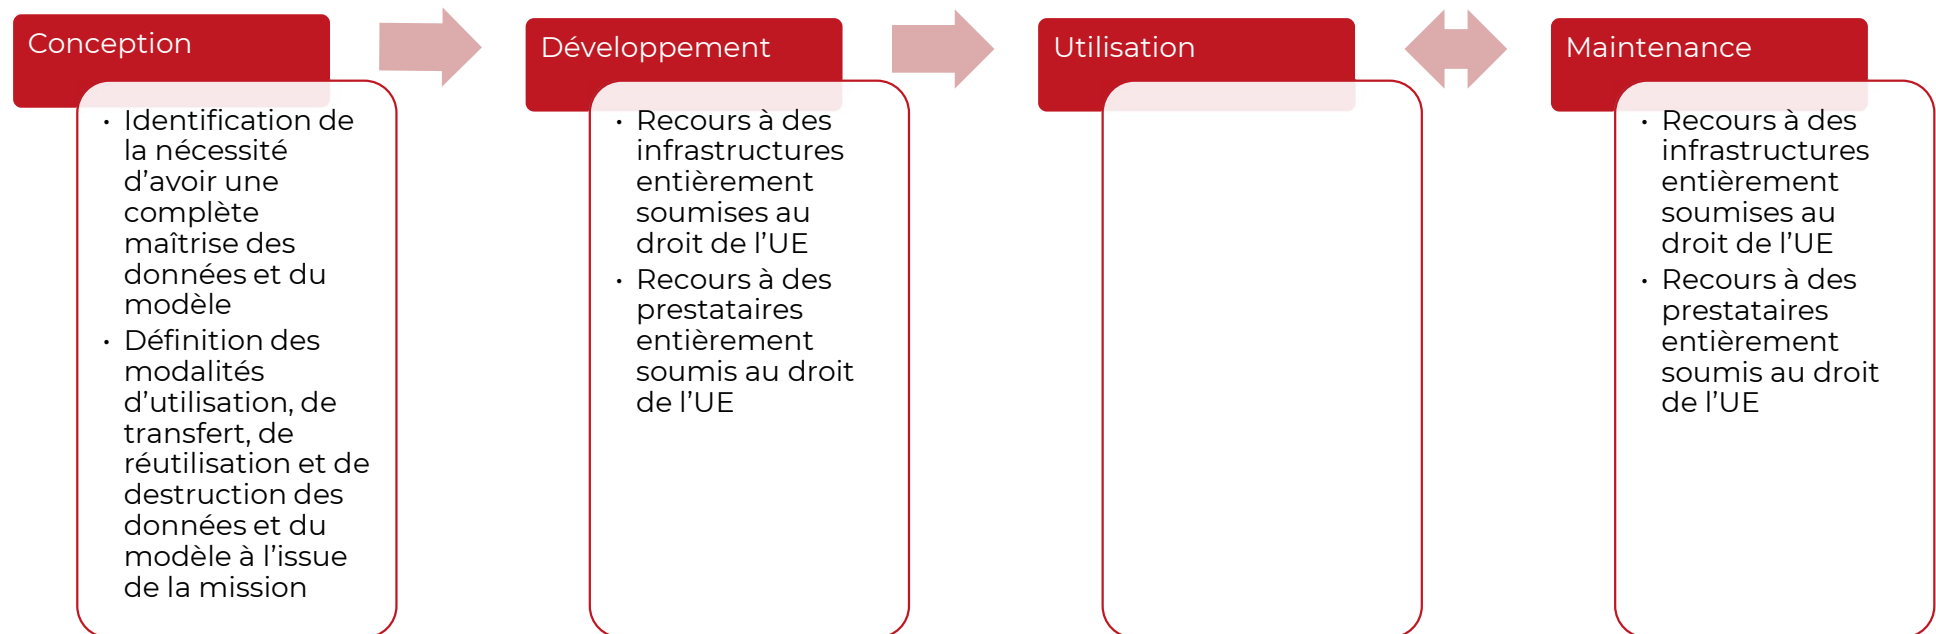 Conception
• Identification de
la nécessité
d’avoir une
complète
maîtrise des
données et du
modèle
• Définition des
modalités
d’utilisation, de
transfert, de
réutilisation et de
destruction des
données et du
modèle à l’issue
de la mission
Développement
• Recours à des
infrastructures
entièrement
soumises au
droit de l’UE
• Recours à des
prestataires
entièrement
soumis au droit
de l’UE
Utilisation
Maintenance
• Recours à des
infrastructures
entièrement
soumises au
droit de l’UE
• Recours à des
prestataires
entièrement
soumis au droit
de l’UE